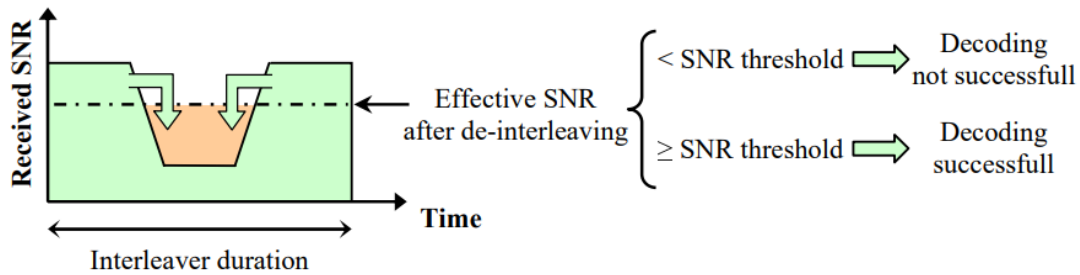 Received SNR
Time
Interleaver duration
Effective SNR
after de-interleaving
< SNR threshold
Decoding
not successfull
≥ SNR threshold
Decoding
successfull